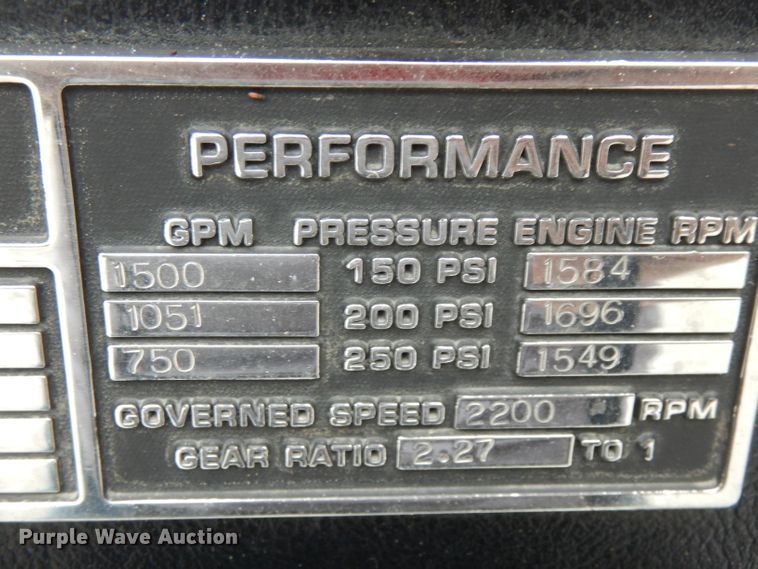 PERFORMANCE
GPM PRESSURE ENGINE RPM
1500 150 PSI 1584
1051 200 PSI 1696
750 250 PSI 1549
GOVERNED SPEED 2200 RPM
GEAR RATIO 2.27 TO 1
Purple Wave Auction